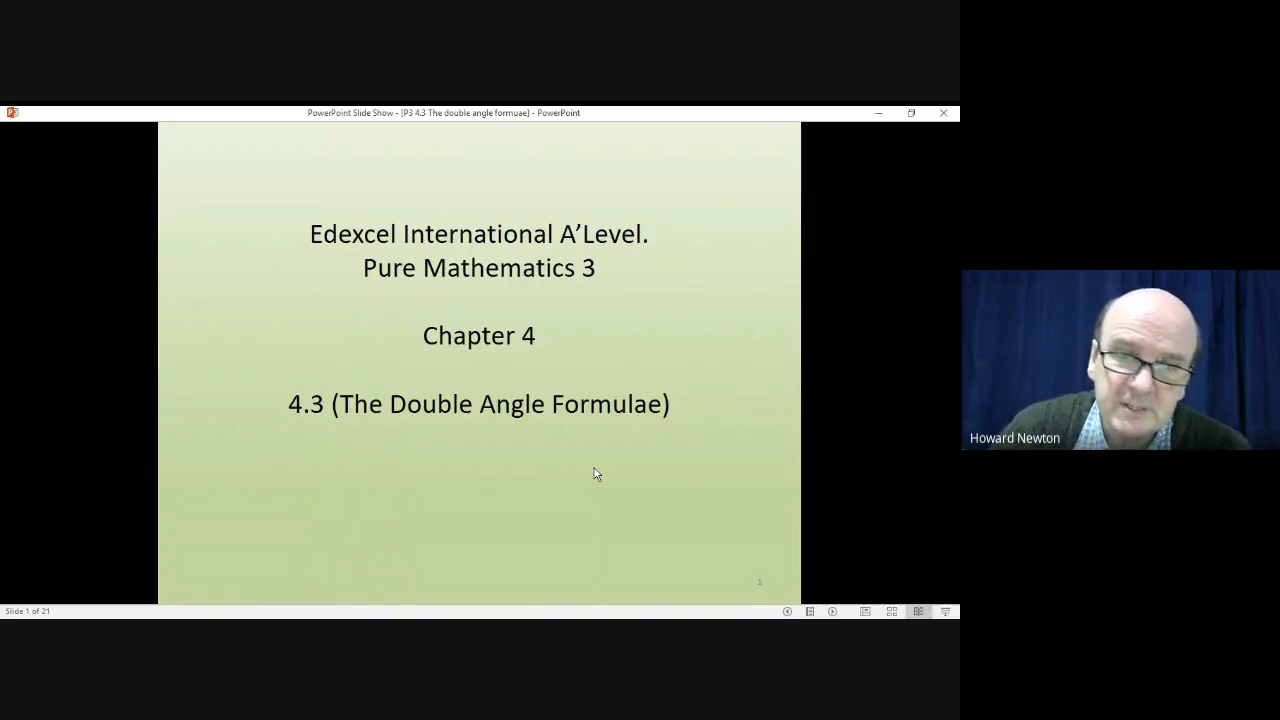 PowerPoint Slide Show - [P3 4.3 The double angle formuae] - PowerPoint
Edexcel International A’Level.
Pure Mathematics 3
Chapter 4
4.3 (The Double Angle Formulae)
Howard Newton
1
Slide 1 of 21